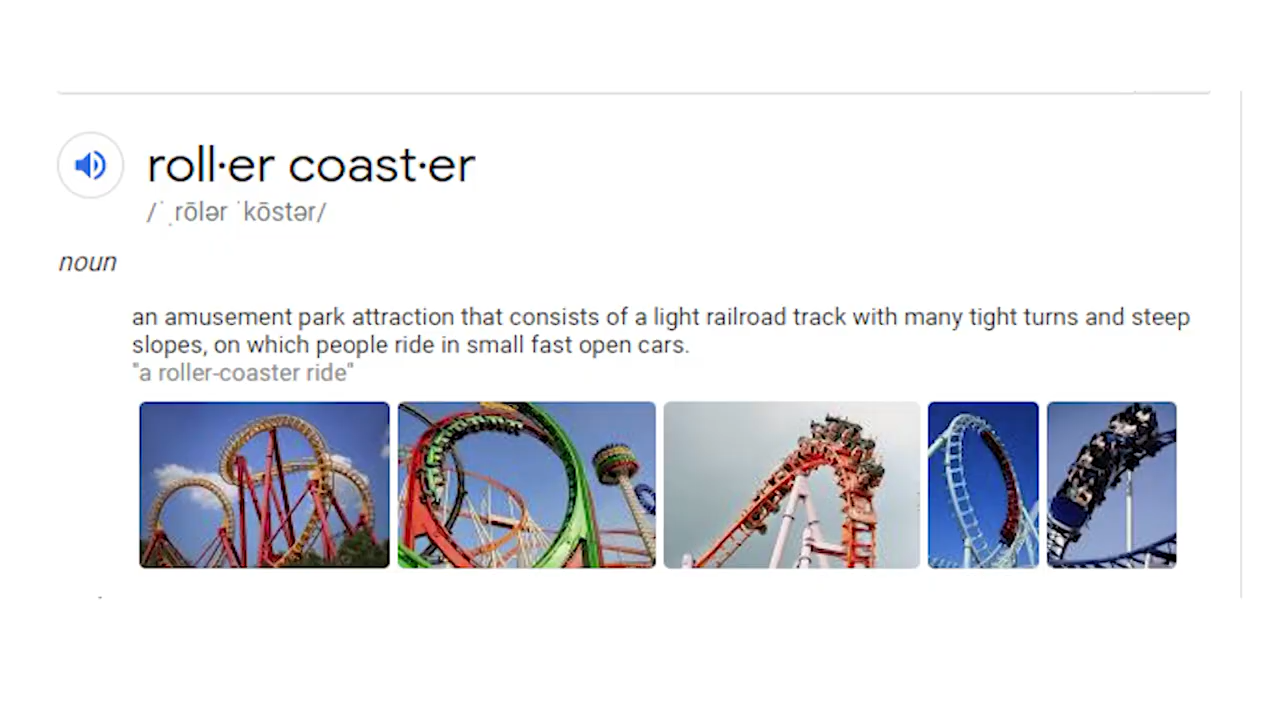 roll·er coast·er
/ˈˌrōlər ˈkōstər/
noun
an amusement park attraction that consists of a light railroad track with many tight turns and steep
slopes, on which people ride in small fast open cars.
"a roller-coaster ride"